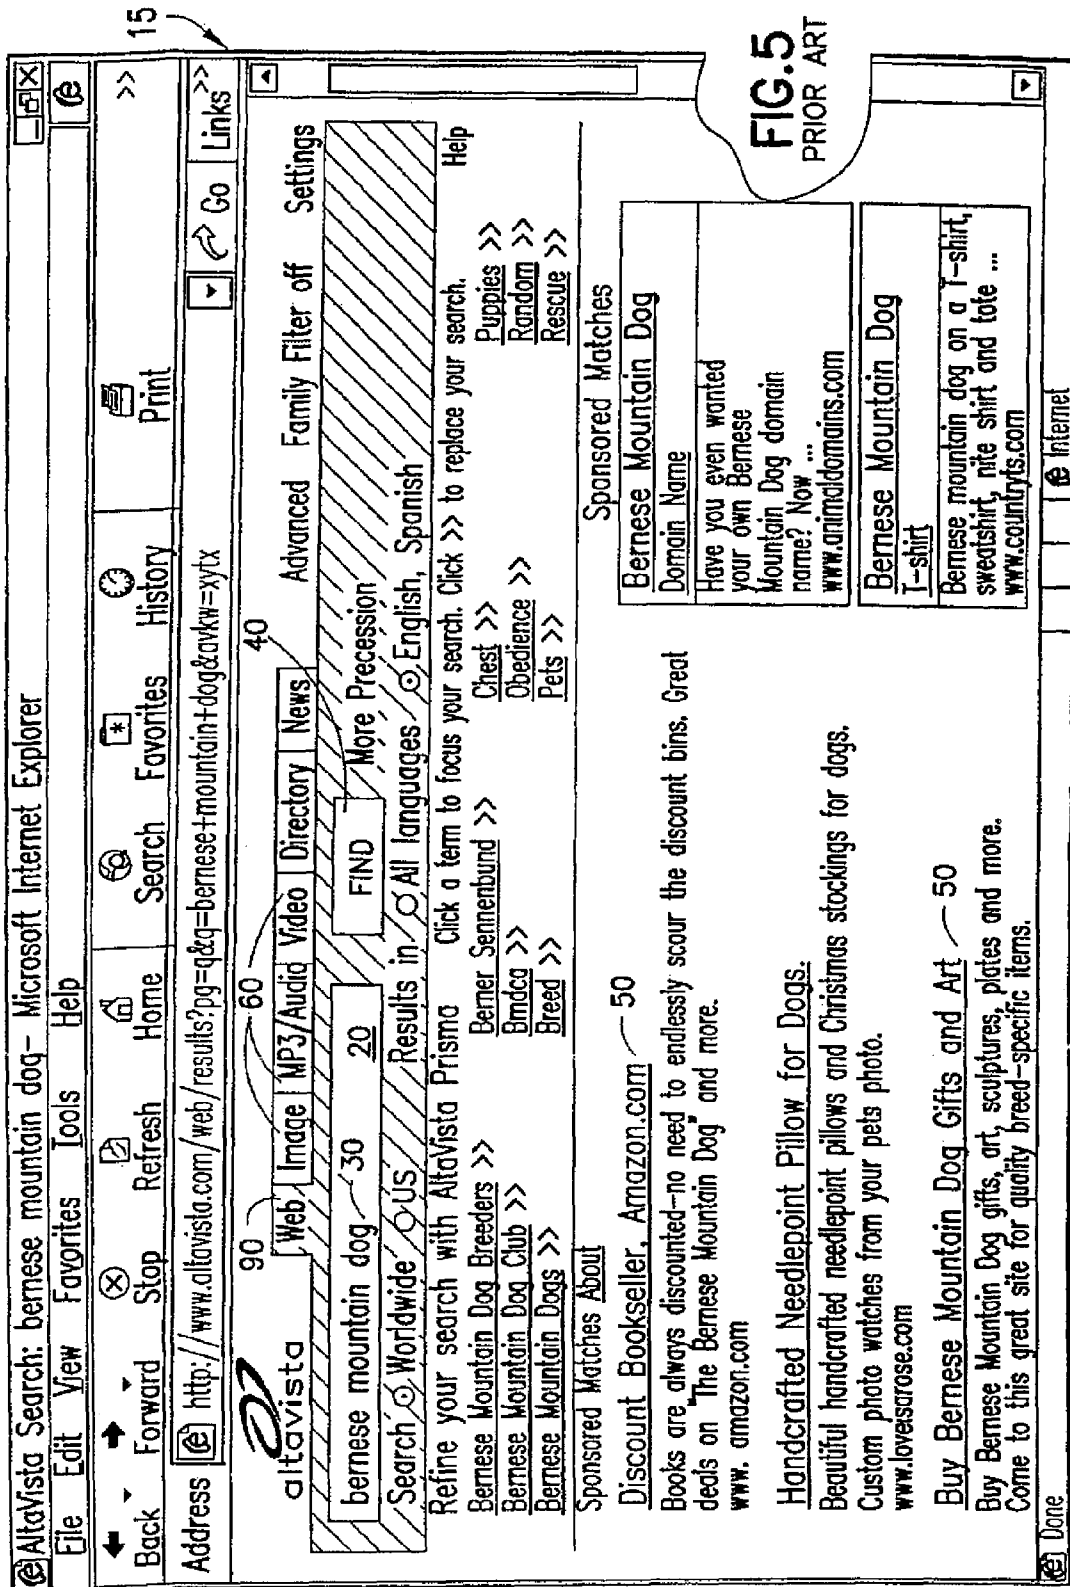 AltaVista Search: bernese mountain dog- Microsoft Internet Explorer
File Edit View Favorites Tools Help
Back Forward Stop Refresh Home Search Favorites History Print >>
Address http://www.altavista.com/web/results?pg=q&q=bernese+mountain+dog&avkw=xytx Go Links >>
15
altavista
90
60
40
Web Image MP3/Audio Video Directory News
Advanced Family Filter off Settings
bernese mountain dog 30 20 FIND More Precession
Search Worldwide US Results in All languages English, Spanish
Help
Refine your search with AltaVista Prisma Click a term to focus your search. Click >> to replace your search.
Bernese Mountain Dog Breeders >> Berner Sennenbund >> Chest >> Puppies >>
Bernese Mountain Dog Club >> Bmdca >> Obedience >> Random >>
Bernese Mountain Dogs >> Breed >> Pets >> Rescue >>
Sponsored Matches About
Discount Bookseller, Amazon.com 50
Books are always discounted-no need to endlessly scour the discount bins. Great
deals on "The Bernese Mountain Dog" and more.
www. amazon.com
Handcrafted Needlepoint Pillow for Dogs.
Beautiful handcrafted needlepoint pillows and Christmas stockings for dogs.
Custom photo watches from your pets photo.
www.loveisarose.com
Buy Bernese Mountain Dog Gifts and Art 50
Buy Bernese Mountain Dog gifts, art, sculptures, plates and more.
Come to this great site for quality breed-specific items.
Sponsored Matches
Bernese Mountain Dog
Domain Name
Have you even wanted
your own Bernese
Mountain Dog domain
name? Now ...
www.animaldomains.com
Bernese Mountain Dog
T-shirt
Bernese mountain dog on a T-shirt,
sweatshirt, nite shirt and tote ...
www.countryts.com
Done Internet
FIG.5
PRIOR ART